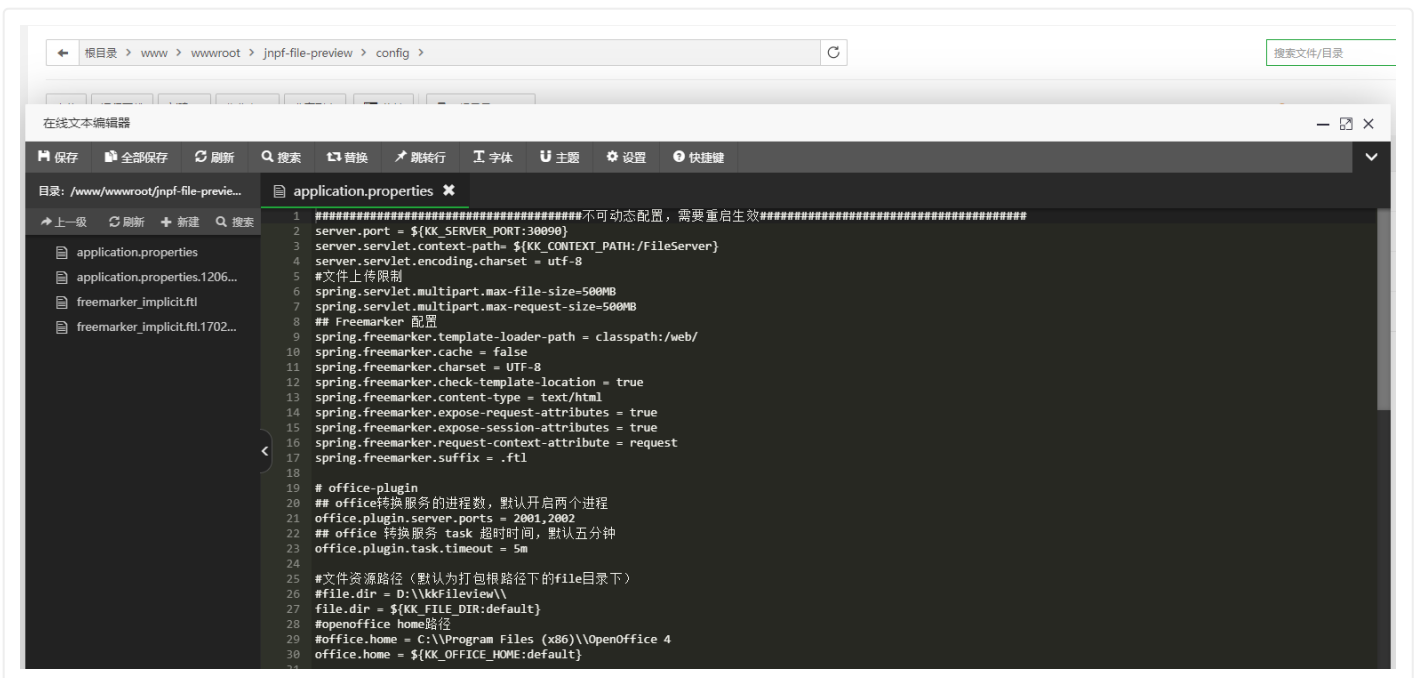 根目录 > www > wwwroot > jnpf-file-preview > config >
搜索文件/目录
在线文本编辑器
保存 全部保存 刷新 搜索 替换 跳转行 字体 主题 设置 快捷键
目录: /www/wwwroot/jnpf-file-previe...
application.properties
上一级 刷新 新建 搜索
application.properties
application.properties.1206...
freemarker_implicit.ftl
freemarker_implicit.ftl.1702...
1 #######################################不可动态配置，需要重启生效#######################################
2 server.port = ${KK_SERVER_PORT:30090}
3 server.servlet.context-path= ${KK_CONTEXT_PATH:/FileServer}
4 server.servlet.encoding.charset = utf-8
5 #文件上传限制
6 spring.servlet.multipart.max-file-size=500MB
7 spring.servlet.multipart.max-request-size=500MB
8 ## Freemarker 配置
9 spring.freemarker.template-loader-path = classpath:/web/
10 spring.freemarker.cache = false
11 spring.freemarker.charset = UTF-8
12 spring.freemarker.check-template-location = true
13 spring.freemarker.content-type = text/html
14 spring.freemarker.expose-request-attributes = true
15 spring.freemarker.expose-session-attributes = true
16 spring.freemarker.request-context-attribute = request
17 spring.freemarker.suffix = .ftl
18
19 # office-plugin
20 ## office转换服务的进程数，默认开启两个进程
21 office.plugin.server.ports = 2001,2002
22 ## office 转换服务 task 超时时间，默认五分钟
23 office.plugin.task.timeout = 5m
24
25 #文件资源路径（默认为打包根路径下的file目录下）
26 #file.dir = D:\\kkFileview\\
27 file.dir = ${KK_FILE_DIR:default}
28 #openoffice home路径
29 #office.home = C:\\Program Files (x86)\\OpenOffice 4
30 office.home = ${KK_OFFICE_HOME:default}